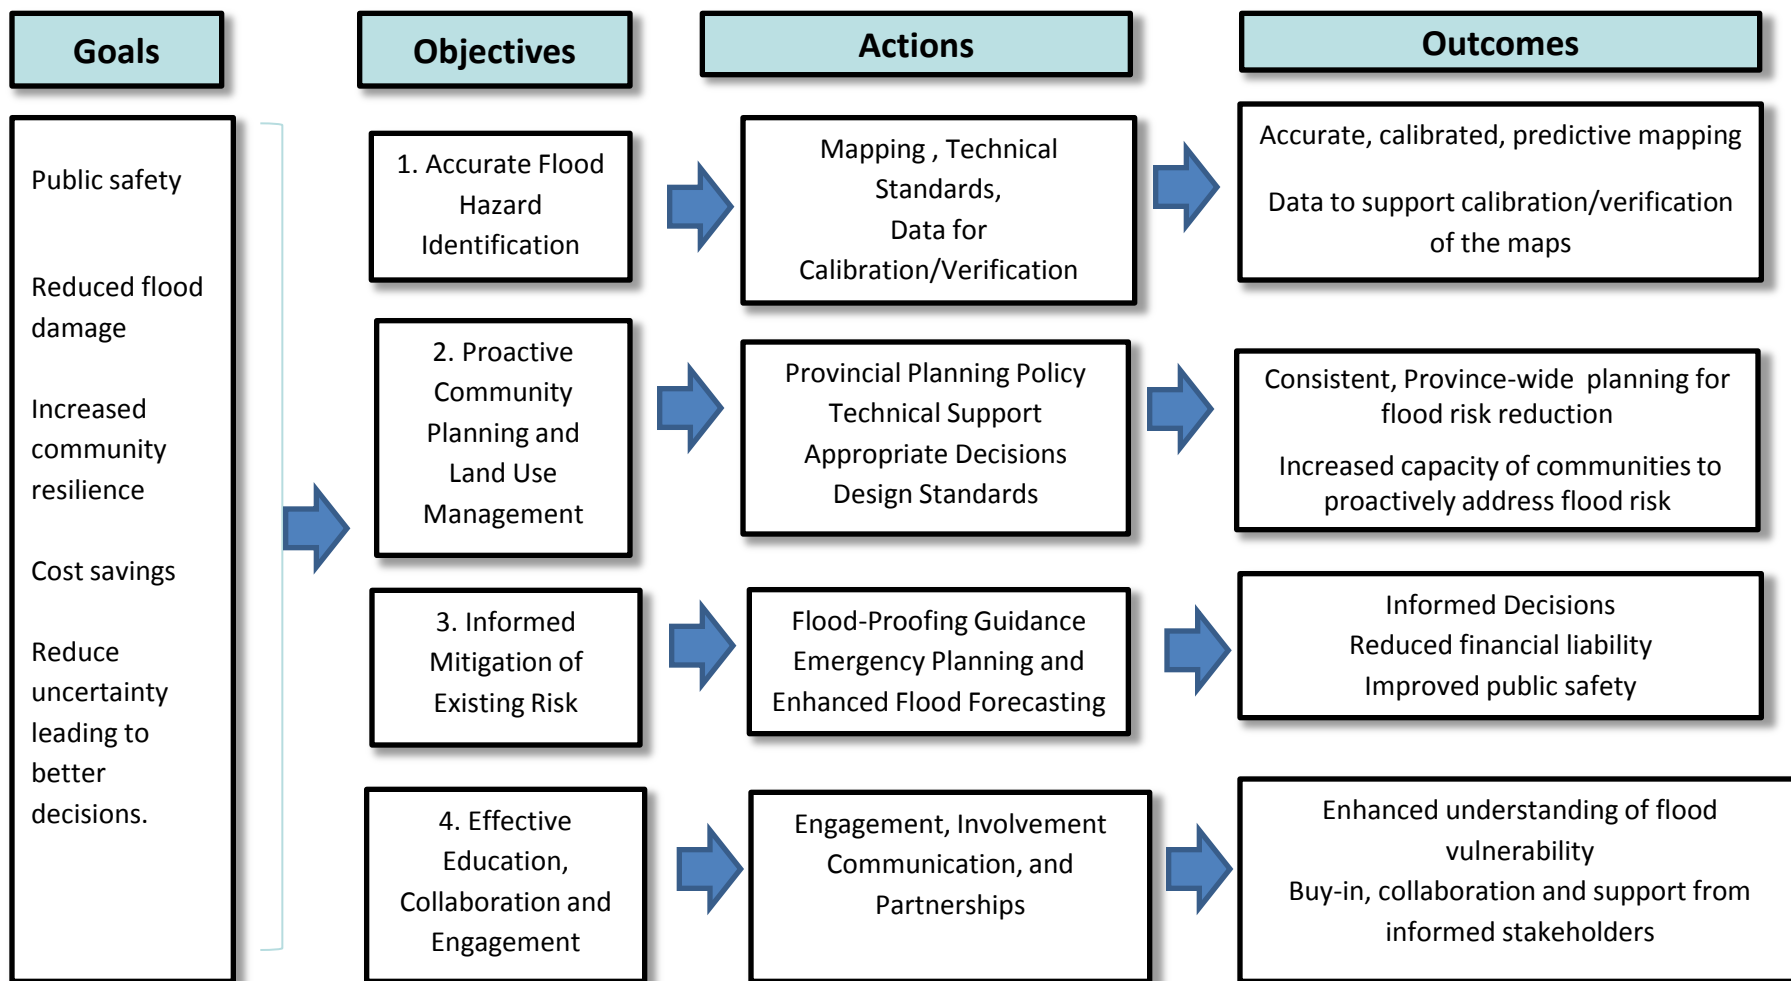 Goals
Objectives
Actions
Outcomes
Public safety
Reduced flood
damage
Increased
community
resilience
Cost savings
Reduce
uncertainty
leading to
better
decisions.
1. Accurate Flood
Hazard
Identification
Mapping , Technical
Standards,
Data for
Calibration/Verification
Accurate, calibrated, predictive mapping
Data to support calibration/verification
of the maps
2. Proactive
Community
Planning and
Land Use
Management
Provincial Planning Policy
Technical Support
Appropriate Decisions
Design Standards
Consistent, Province-wide planning for
flood risk reduction
Increased capacity of communities to
proactively address flood risk
3. Informed
Mitigation of
Existing Risk
Flood-Proofing Guidance
Emergency Planning and
Enhanced Flood Forecasting
Informed Decisions
Reduced financial liability
Improved public safety
4. Effective
Education,
Collaboration and
Engagement
Engagement, Involvement
Communication, and
Partnerships
Enhanced understanding of flood
vulnerability
Buy-in, collaboration and support from
informed stakeholders